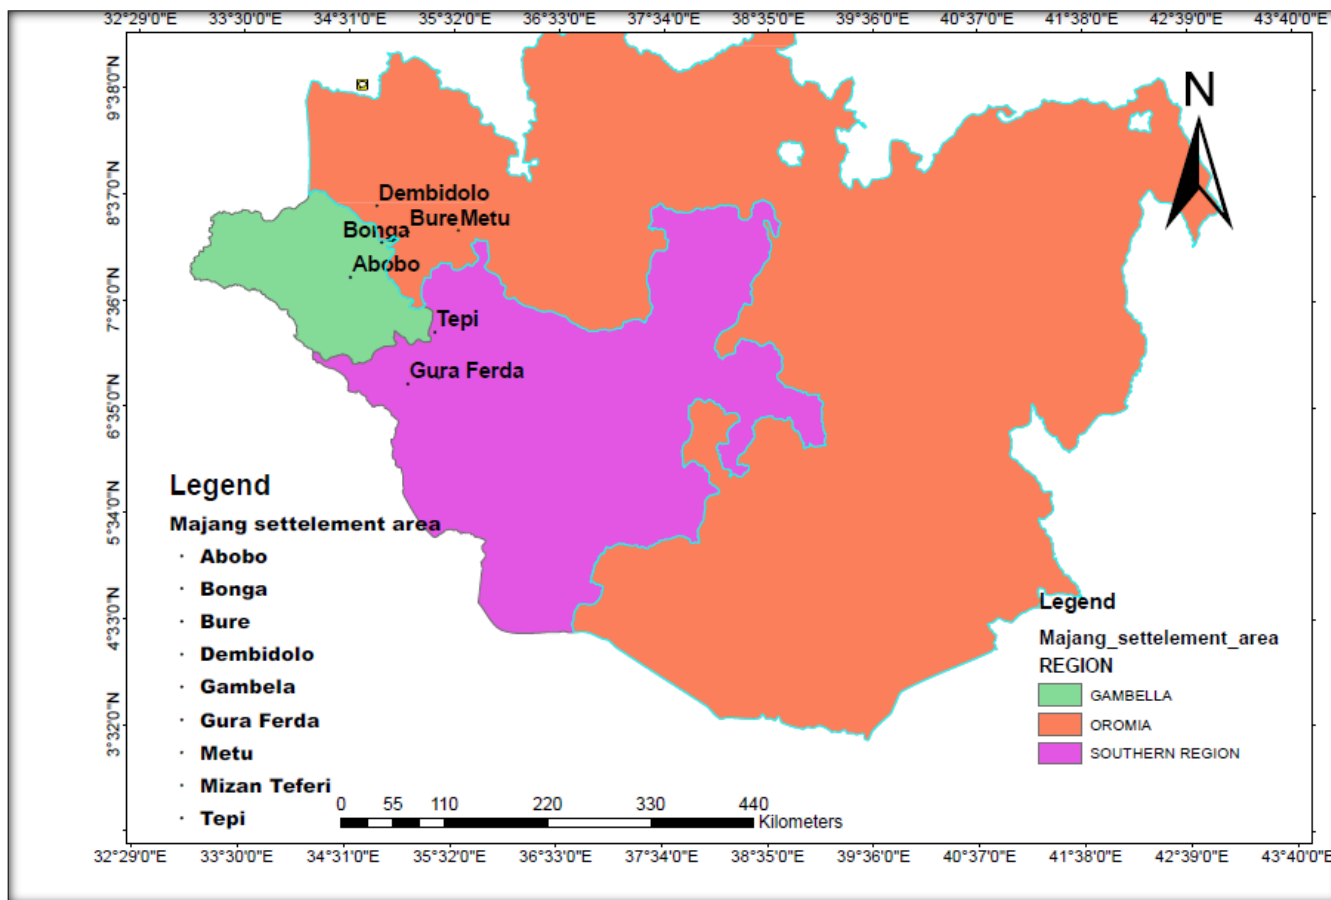 32°29'0"E 33°30'0"E 34°31'0"E 35°32'0"E 36°33'0"E 37°34'0"E 38°35'0"E 39°36'0"E 40°37'0"E 41°38'0"E 42°39'0"E 43°40'0"E
N
9°38'0"N
8°37'0"N
7°36'0"N
6°35'0"N
5°34'0"N
4°33'0"N
3°32'0"N
Dembidolo
Bure Metu
Bonga
Abobo
Tepi
Gura Ferda
Legend
Majang settelement area
Abobo
Bonga
Bure
Dembidolo
Gambela
Gura Ferda
Metu
Mizan Teferi
Tepi
Legend
Majang_settelement_area
REGION
GAMBELLA
OROMIA
SOUTHERN REGION
0 55 110 220 330 440
Kilometers
32°29'0"E 33°30'0"E 34°31'0"E 35°32'0"E 36°33'0"E 37°34'0"E 38°35'0"E 39°36'0"E 40°37'0"E 41°38'0"E 42°39'0"E 43°40'0"E